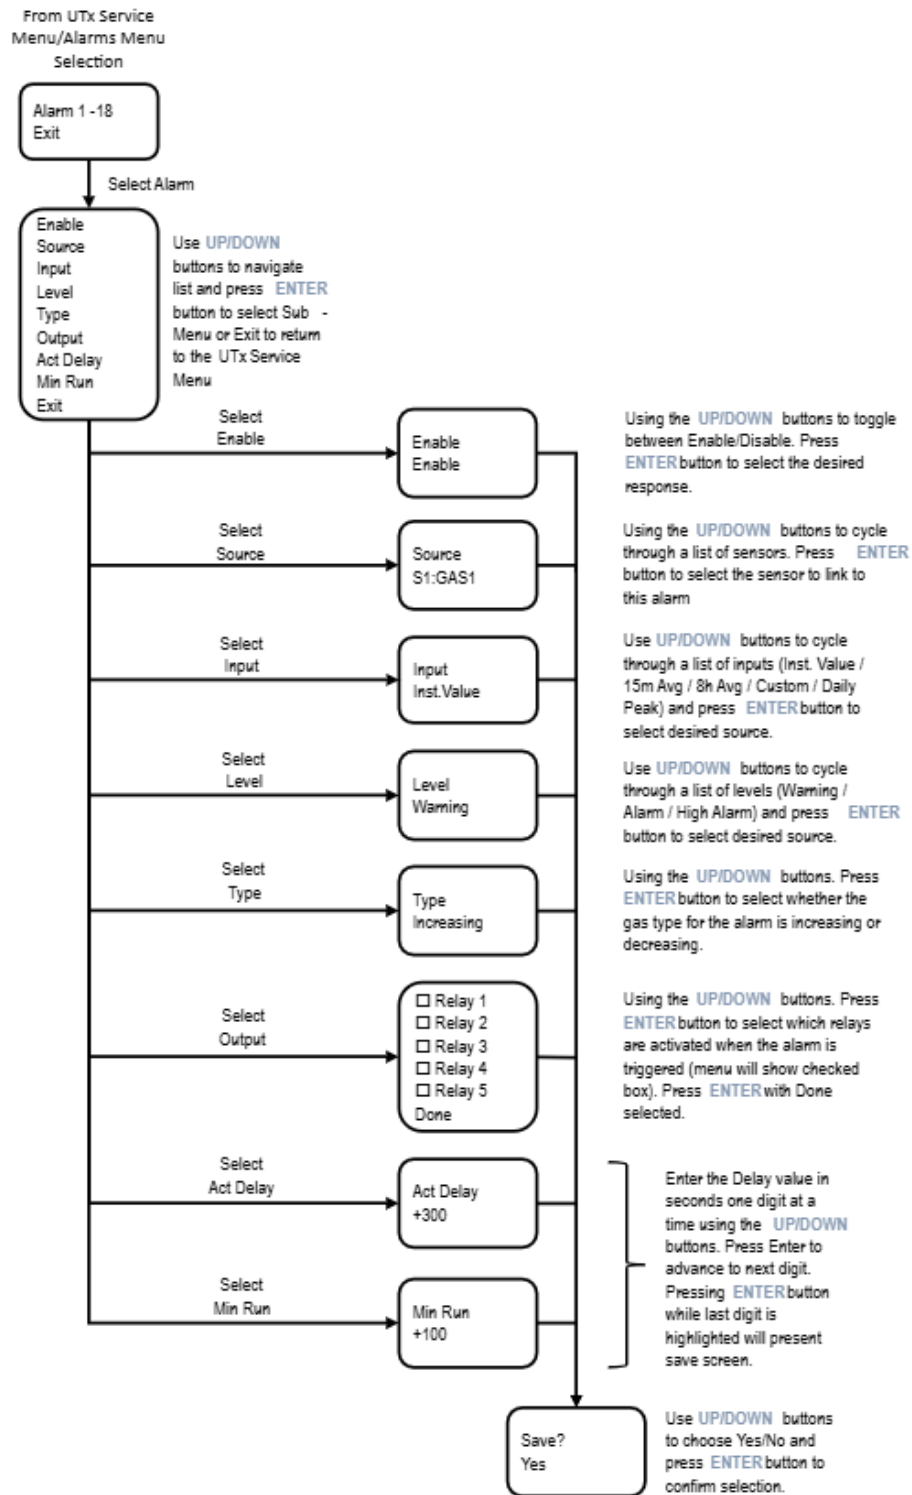 From UTx Service
Menu/Alarms Menu
Selection
Alarm 1 -18
Exit
Select Alarm
Enable
Source
Input
Level
Type
Output
Act Delay
Min Run
Exit
Use UP/DOWN
buttons to navigate
list and press ENTER
button to select Sub -
Menu or Exit to return
to the UTx Service
Menu
Select
Enable
Enable
Enable
Using the UP/DOWN buttons to toggle
between Enable/Disable. Press
ENTER button to select the desired
response.
Select
Source
Source
S1:GAS1
Using the UP/DOWN buttons to cycle
through a list of sensors. Press ENTER
button to select the sensor to link to
this alarm
Select
Input
Input
Inst.Value
Use UP/DOWN buttons to cycle
through a list of inputs (Inst. Value /
15m Avg / 8h Avg / Custom / Daily
Peak) and press ENTER button to
select desired source.
Select
Level
Level
Warning
Use UP/DOWN buttons to cycle
through a list of levels (Warning /
Alarm / High Alarm) and press ENTER
button to select desired source.
Select
Type
Type
Increasing
Using the UP/DOWN buttons. Press
ENTER button to select whether the
gas type for the alarm is increasing or
decreasing.
Select
Output
☐ Relay 1
☐ Relay 2
☐ Relay 3
☐ Relay 4
☐ Relay 5
Done
Using the UP/DOWN buttons. Press
ENTER button to select which relays
are activated when the alarm is
triggered (menu will show checked
box). Press ENTER with Done
selected.
Select
Act Delay
Act Delay
+300
Select
Min Run
Min Run
+100
Enter the Delay value in
seconds one digit at a
time using the UP/DOWN
buttons. Press Enter to
advance to next digit.
Pressing ENTER button
while last digit is
highlighted will present
save screen.
Save?
Yes
Use UP/DOWN buttons
to choose Yes/No and
press ENTER button to
confirm selection.